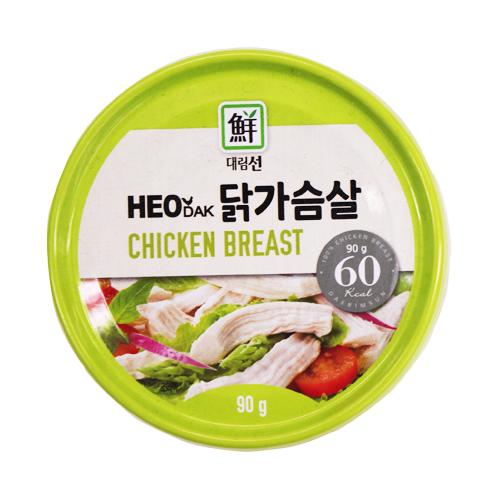 鮮
대림선
HEODAK 닭가슴살
CHICKEN BREAST
100% CHICKEN BREAST
90 g
60
Kcal
DAERIMSUN
90 g